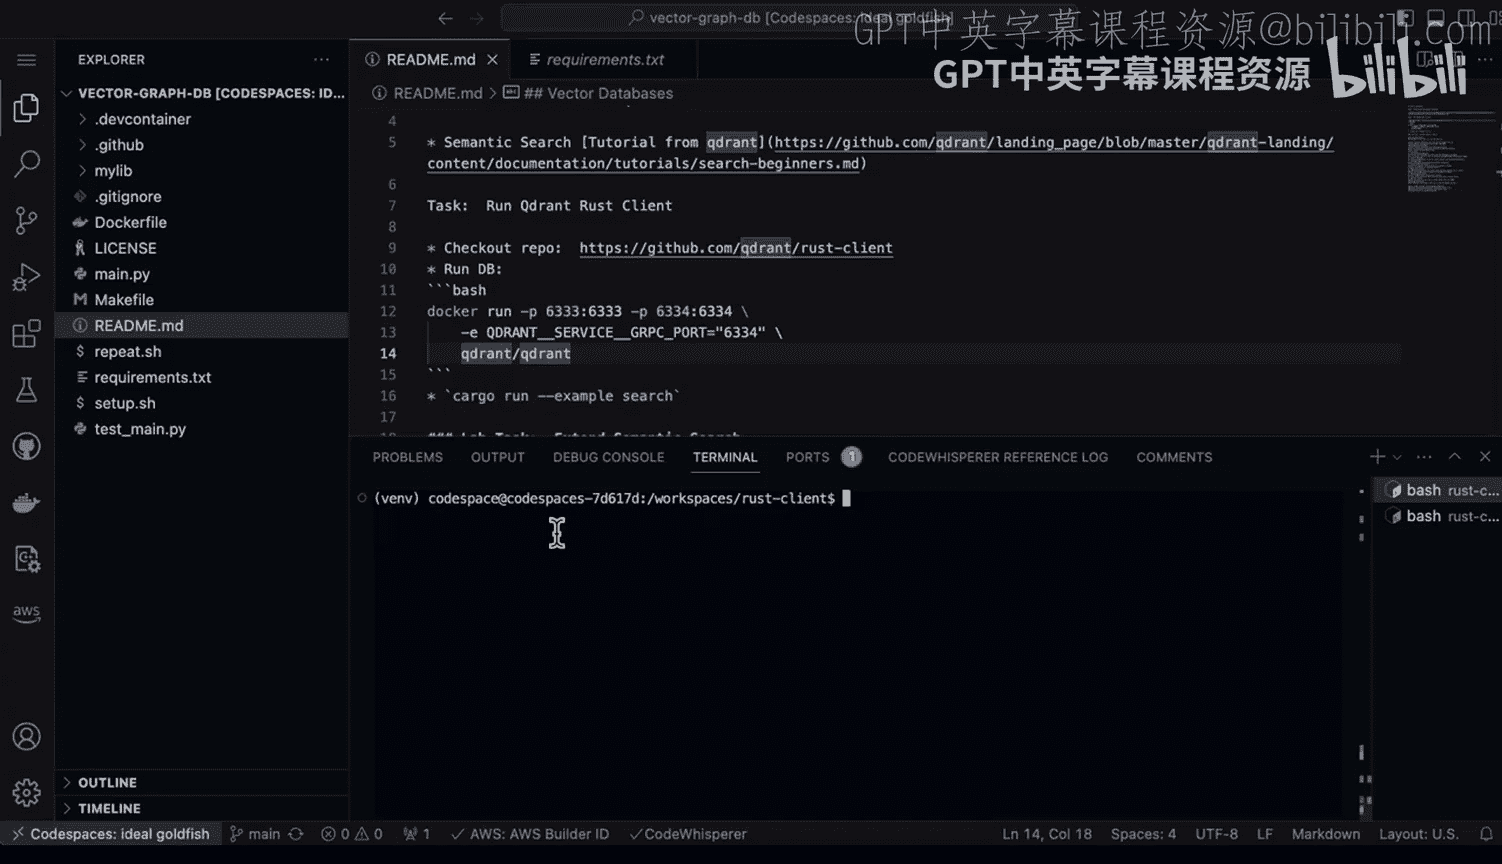 vector-graph-db [Codespaces: ideal goldfish]
GPT中英字幕课程资源@bilibili.com
GPT中英字幕课程资源 bilibili
EXPLORER
README.md
requirements.txt
VECTOR-GRAPH-DB [CODESPACES: ID...
README.md > ## Vector Databases
.devcontainer
.github
mylib
.gitignore
Dockerfile
LICENSE
main.py
Makefile
README.md
repeat.sh
requirements.txt
setup.sh
test_main.py
4
5 * Semantic Search [Tutorial from qdrant](https://github.com/qdrant/landing_page/blob/master/qdrant-landing/
content/documentation/tutorials/search-beginners.md)
6
7 Task:  Run Qdrant Rust Client
8
9 * Checkout repo:  https://github.com/qdrant/rust-client
10 * Run DB:
11 ```bash
12 docker run -p 6333:6333 -p 6334:6334 \
13     -e QDRANT__SERVICE__GRPC_PORT="6334" \
14     qdrant/qdrant
15 ```
16 * `cargo run --example search`
17
PROBLEMS OUTPUT DEBUG CONSOLE TERMINAL PORTS 1 CODEWHISPERER REFERENCE LOG COMMENTS
(venv) codespace@codespaces-7d617d:/workspaces/rust-client$
bash rust-c...
bash rust-c...
aws
OUTLINE
TIMELINE
Codespaces: ideal goldfish main 0 0 1 AWS: AWS Builder ID CodeWhisperer Ln 14, Col 18 Spaces: 4 UTF-8 LF Markdown Layout: U.S.